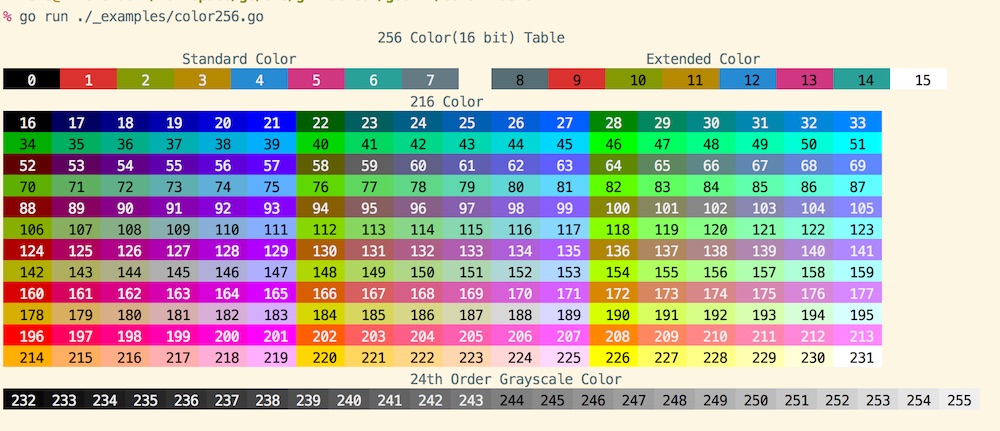 % go run ./_examples/color256.go
256 Color(16 bit) Table
Standard Color Extended Color
0 1 2 3 4 5 6 7 8 9 10 11 12 13 14 15
216 Color
16 17 18 19 20 21 22 23 24 25 26 27 28 29 30 31 32 33
34 35 36 37 38 39 40 41 42 43 44 45 46 47 48 49 50 51
52 53 54 55 56 57 58 59 60 61 62 63 64 65 66 67 68 69
70 71 72 73 74 75 76 77 78 79 80 81 82 83 84 85 86 87
88 89 90 91 92 93 94 95 96 97 98 99 100 101 102 103 104 105
106 107 108 109 110 111 112 113 114 115 116 117 118 119 120 121 122 123
124 125 126 127 128 129 130 131 132 133 134 135 136 137 138 139 140 141
142 143 144 145 146 147 148 149 150 151 152 153 154 155 156 157 158 159
160 161 162 163 164 165 166 167 168 169 170 171 172 173 174 175 176 177
178 179 180 181 182 183 184 185 186 187 188 189 190 191 192 193 194 195
196 197 198 199 200 201 202 203 204 205 206 207 208 209 210 211 212 213
214 215 216 217 218 219 220 221 222 223 224 225 226 227 228 229 230 231
24th Order Grayscale Color
232 233 234 235 236 237 238 239 240 241 242 243 244 245 246 247 248 249 250 251 252 253 254 255